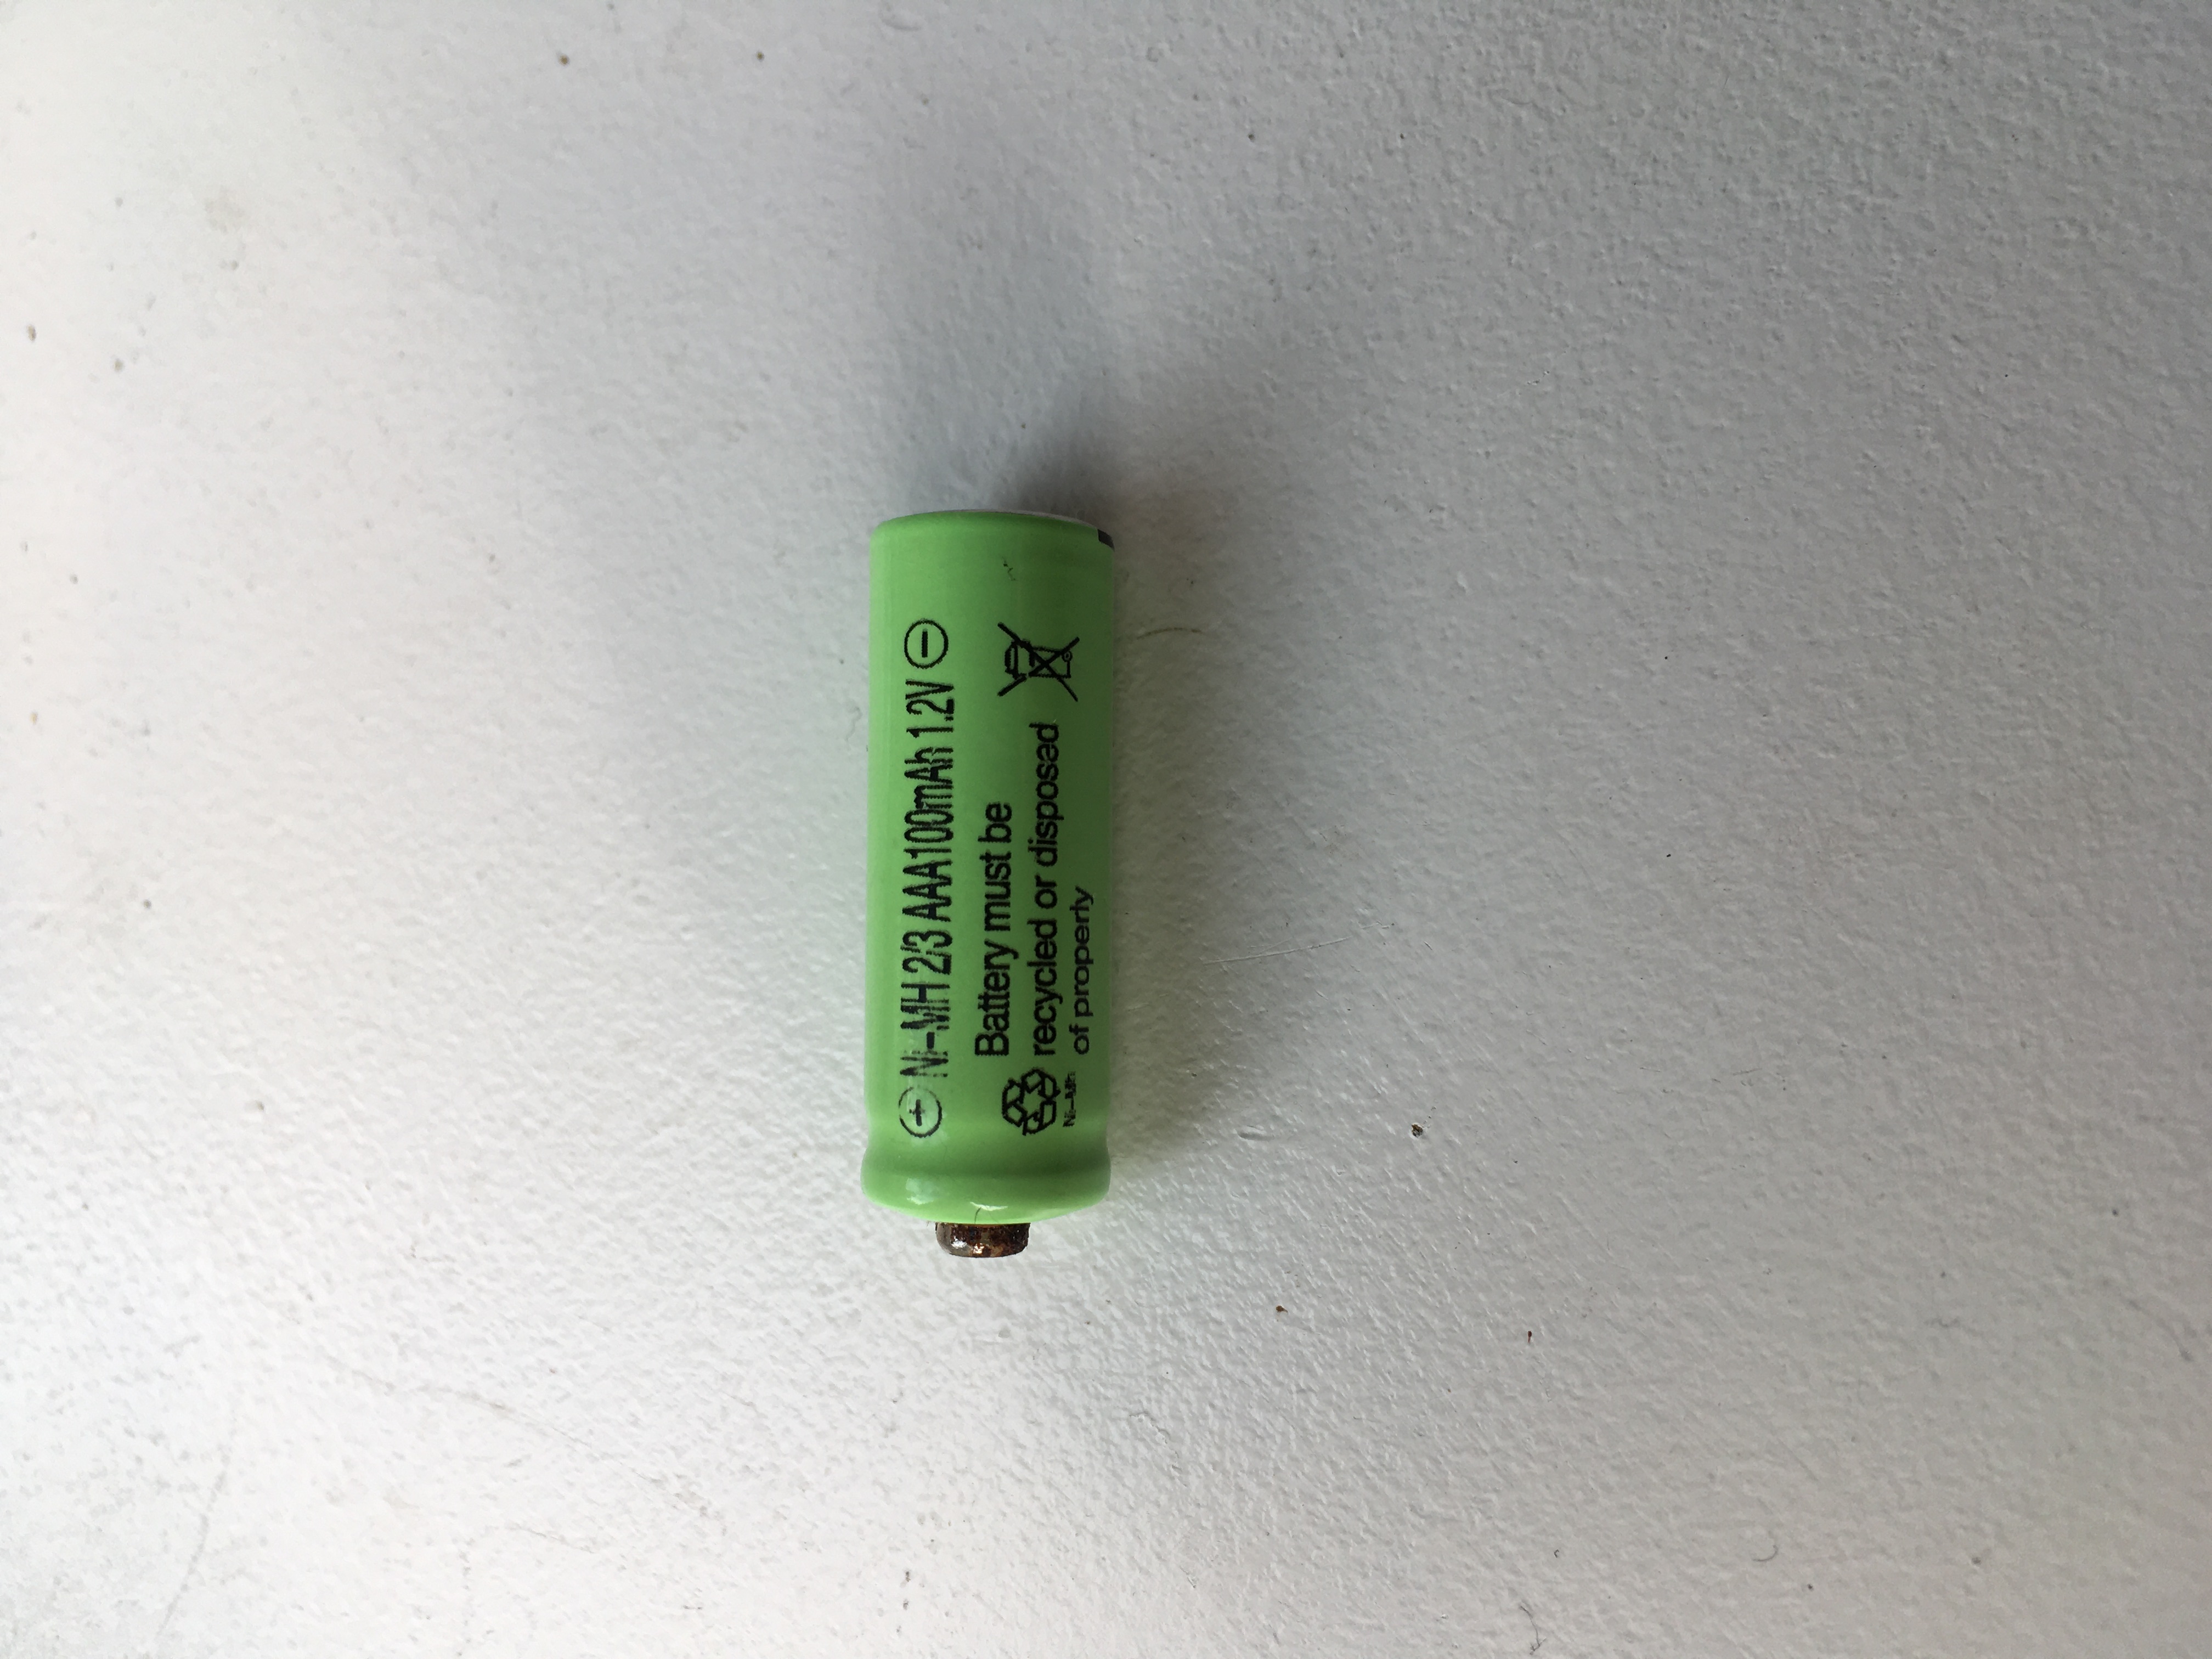 ⊕ Ni-MH 2/3 AAA100mAh 1.2V ⊖
Battery must be
recycled or disposed
of properly
Ni-Mh